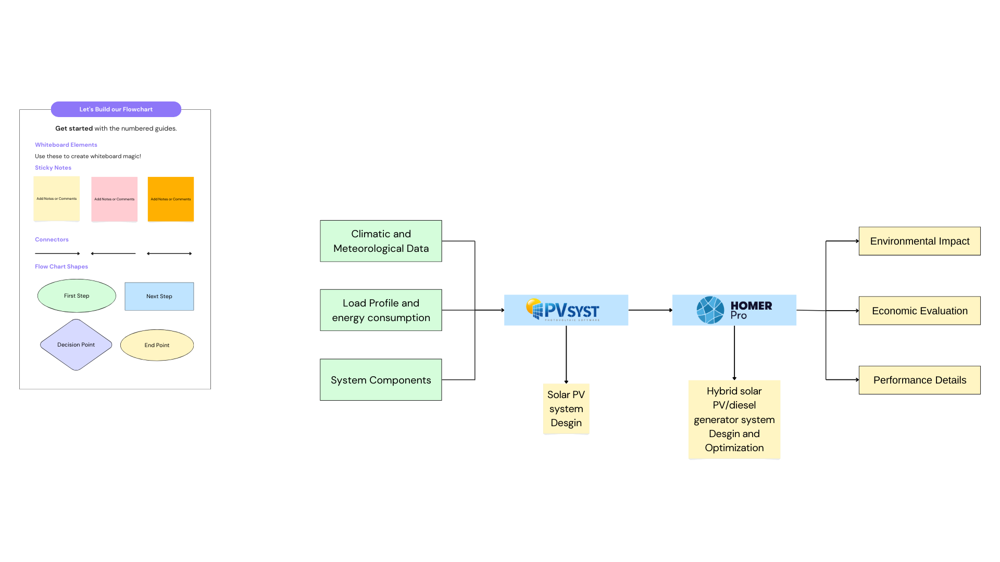 Let's Build our Flowchart
Get started with the numbered guides.
Whiteboard Elements
Use these to create whiteboard magic!
Sticky Notes
Add Notes or Comments
Add Notes or Comments
Add Notes or Comments
Connectors
Flow Chart Shapes
First Step
Next Step
Decision Point
End Point
Climatic and
Meteorological Data
Load Profile and
energy consumption
System Components
PVSYST
PHOTOVOLTAIC SOFTWARE
Solar PV
system
Desgin
HOMER
Pro
Hybrid solar
PV/diesel
generator system
Desgin and
Optimization
Environmental Impact
Economic Evaluation
Performance Details